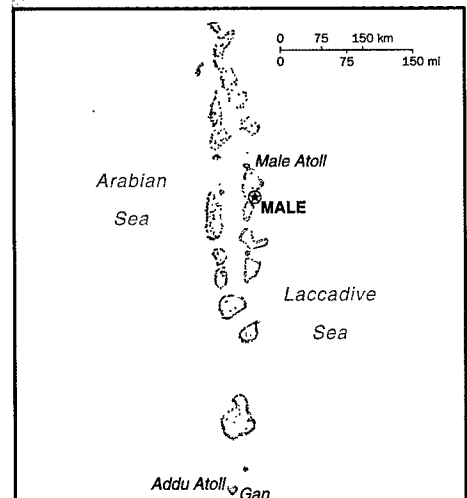 0 75 150 km
0 75 150 mi
Male Atoll
Arabian
Sea
MALE
Laccadive
Sea
Addu Atoll
Gan